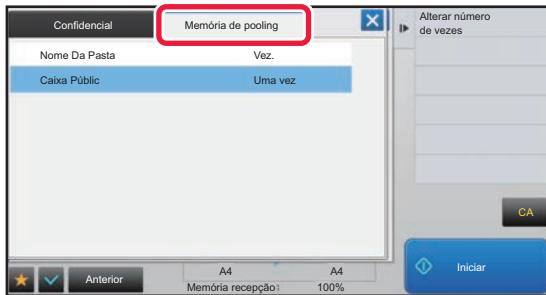 Confidencial
Memória de pooling
Alterar número
de vezes
Nome Da Pasta
Vez.
Caixa Públic
Uma vez
CA
Iniciar
Anterior
A4
A4
Memória recepção:
100%